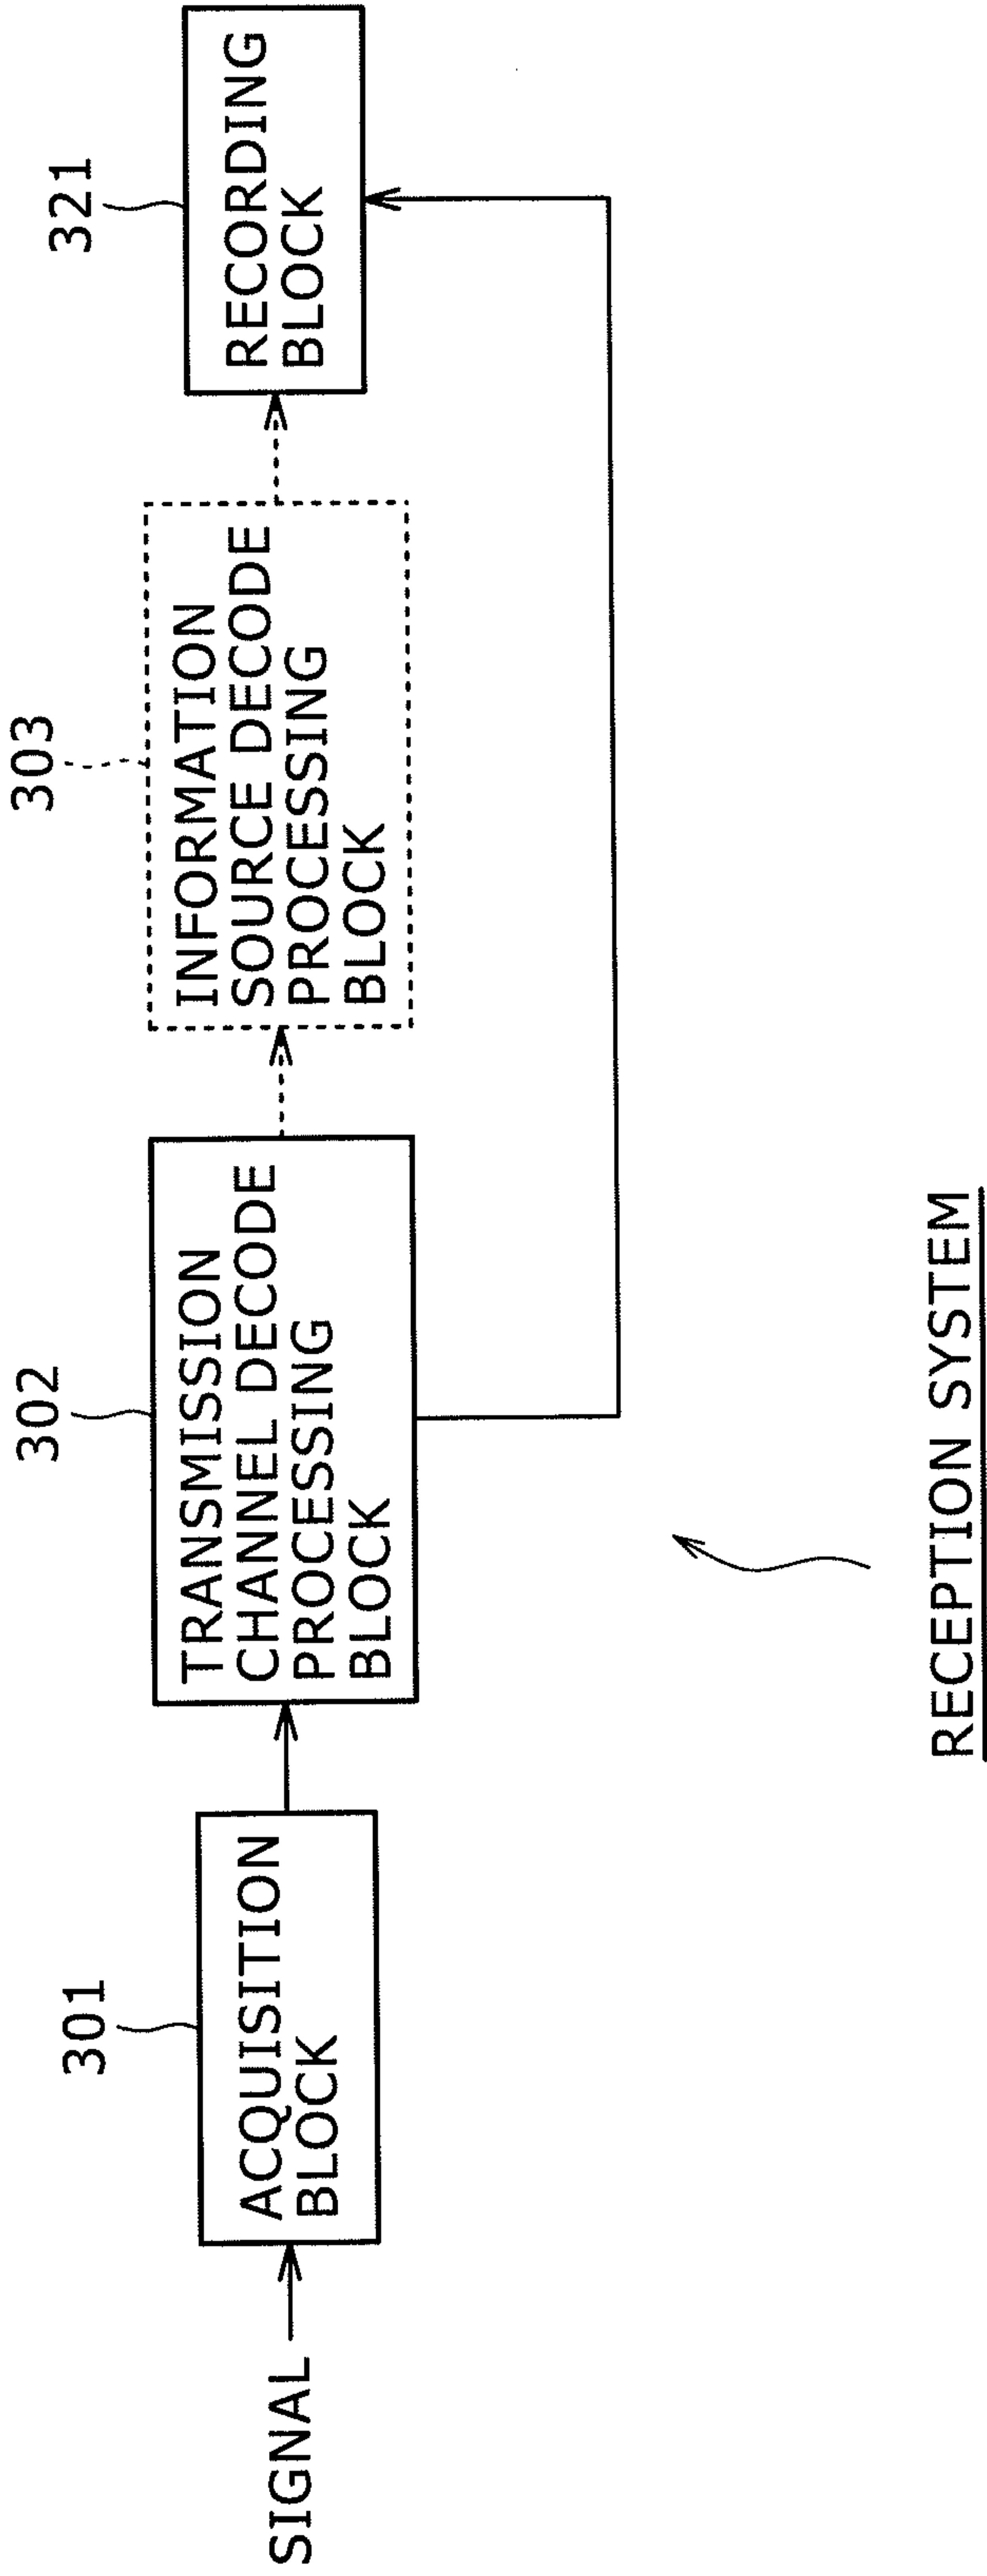 SIGNAL
301
ACQUISITION
BLOCK
302
TRANSMISSION
CHANNEL DECODE
PROCESSING
BLOCK
303
INFORMATION
SOURCE DECODE
PROCESSING
BLOCK
321
RECORDING
BLOCK
RECEPTION SYSTEM